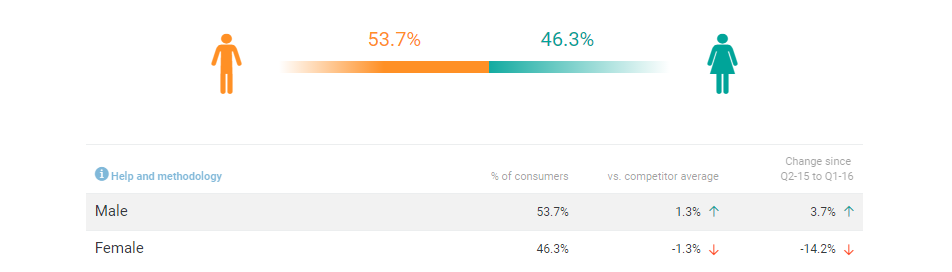 53.7% 46.3%
Change since
Help and methodology % of consumers vs. competitor average Q2-15 to Q1-16
Male 53.7% 1.3% ↑ 3.7% ↑
Female 46.3% -1.3% ↓ -14.2% ↓